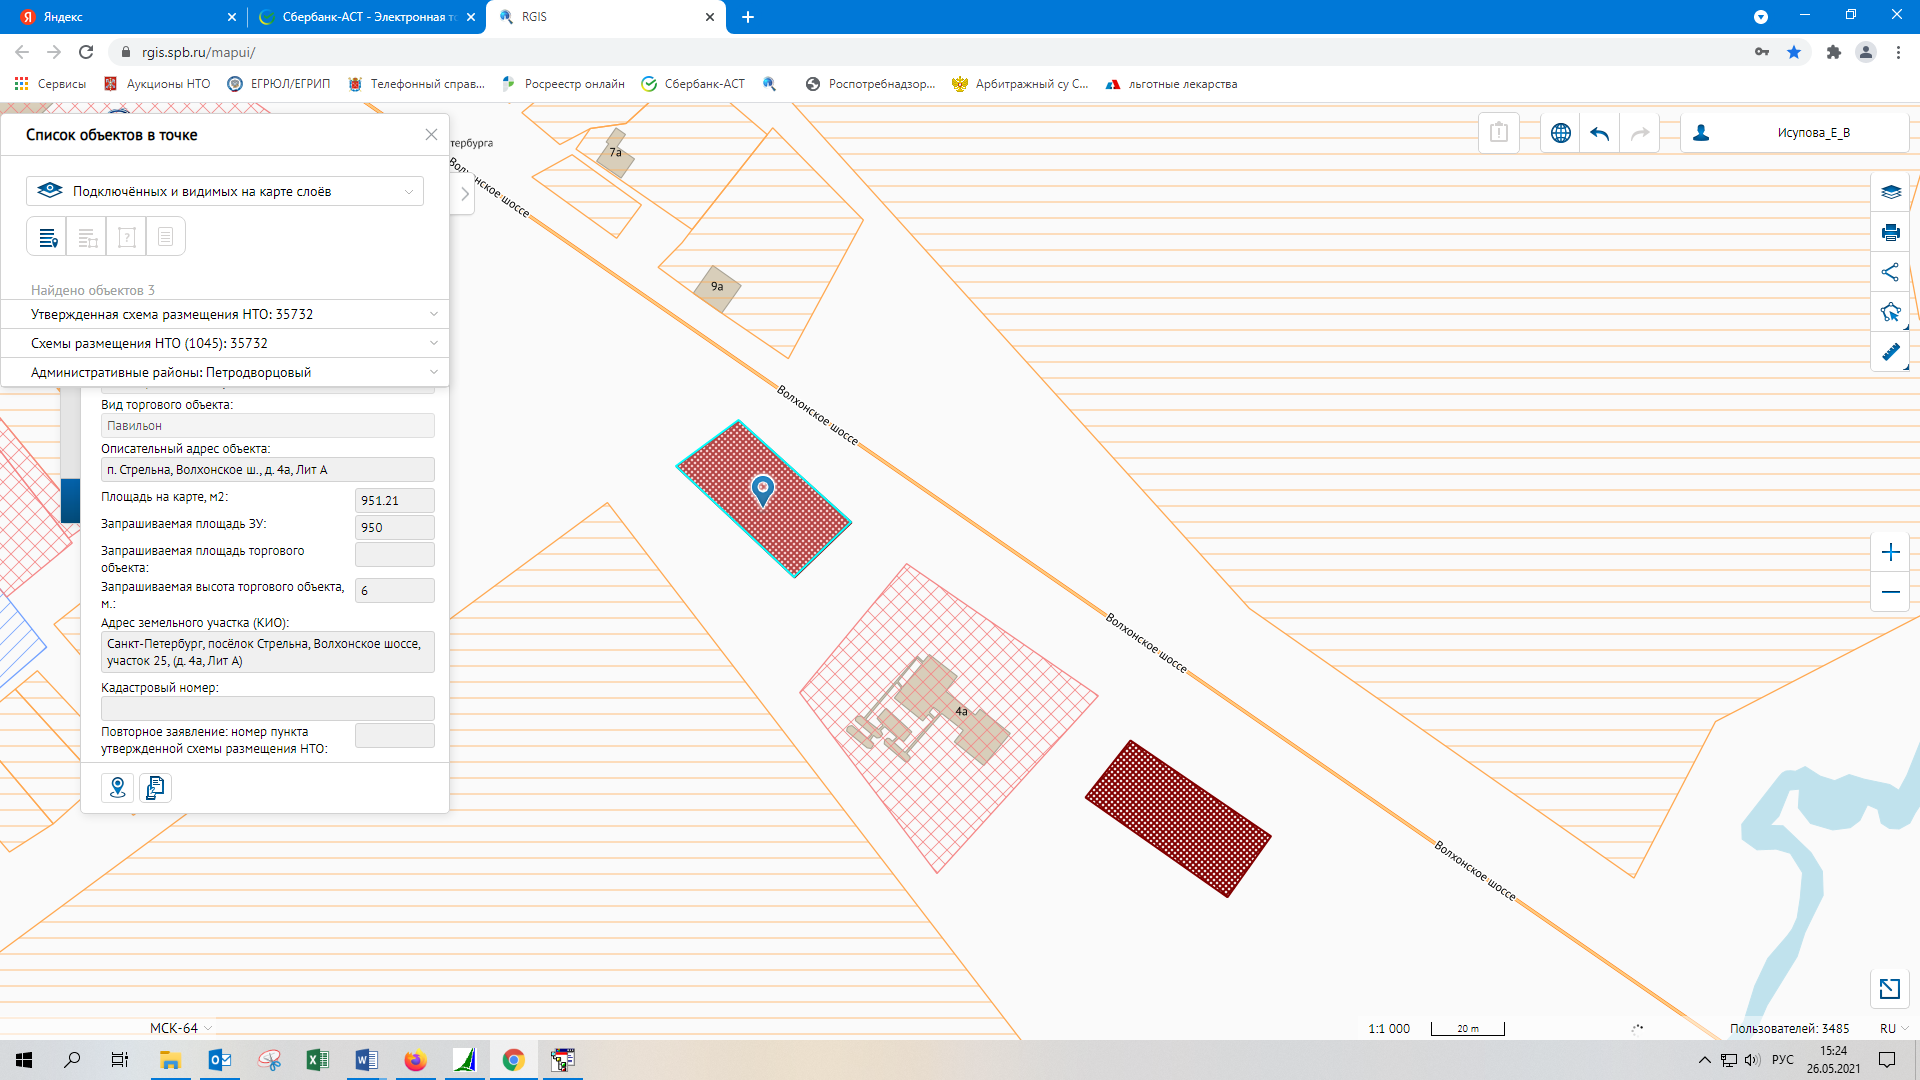 Яндекс
Сбербанк-АСТ - Электронная т
RGIS
rgis.spb.ru/mapui/
Сервисы
Аукционы НТО
ЕГРЮЛ/ЕГРИП
Телефонный справ...
Росреестр онлайн
Сбербанк-АСТ
Роспотребнадзор...
Арбитражный су С...
льготные лекарства
Список объектов в точке
Подключённых и видимых на карте слоёв
Найдено объектов 3
Утвержденная схема размещения НТО: 35732
Схемы размещения НТО (1045): 35732
Административные районы: Петродворцовый
Вид торгового объекта:
Павильон
Описательный адрес объекта:
п. Стрельна, Волхонское ш., д. 4а, Лит А
Площадь на карте, м2:
951.21
Запрашиваемая площадь ЗУ:
950
Запрашиваемая площадь торгового
объекта:
Запрашиваемая высота торгового объекта,
м.:
6
Адрес земельного участка (КИО):
Санкт-Петербург, посёлок Стрельна, Волхонское шоссе,
участок 25, (д. 4а, Лит А)
Кадастровый номер:
Повторное заявление: номер пункта
утвержденной схемы размещения НТО:
тербурга
Волхонское шоссе
7а
9а
Волхонское шоссе
Волхонское шоссе
4а
Волхонское шоссе
Исупова_Е_В
МСК-64
1:1 000
20 m
Пользователей: 3485
RU
РУС
15:24
26.05.2021